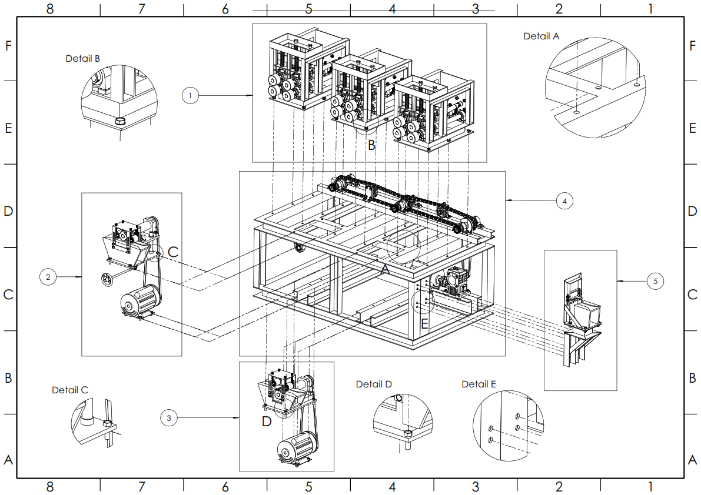 8 7 6 5 4 3 2 1
F F
Detail B
Detail A
1
B
E E
D D
4
C
A
2
5
C C
E
B B
Detail C
3
D
Detail D
Detail E
A A
8 7 6 5 4 3 2 1